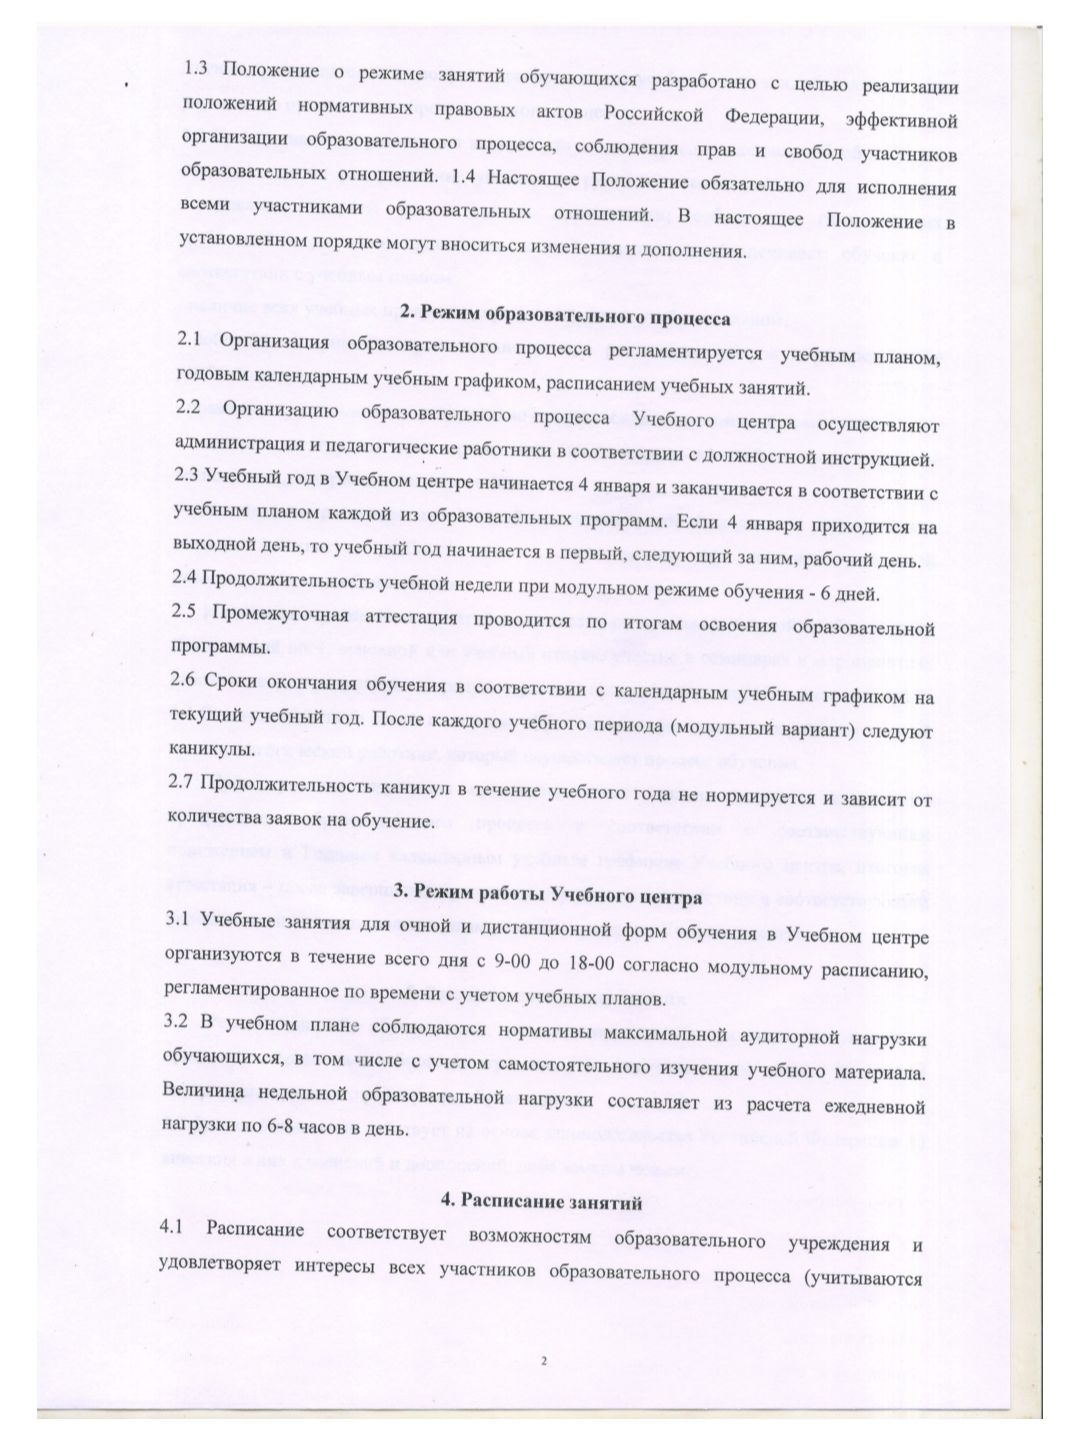 1.3 Положение о режиме занятий обучающихся разработано с целью реализации
положений нормативных правовых актов Российской Федерации, эффективной
организации образовательного процесса, соблюдения прав и свобод участников
образовательных отношений. 1.4 Настоящее Положение обязательно для исполнения
всеми участниками образовательных отношений. В настоящее Положение в
установленном порядке могут вноситься изменения и дополнения.
2. Режим образовательного процесса
2.1 Организация образовательного процесса регламентируется учебным планом,
годовым календарным учебным графиком, расписанием учебных занятий.
2.2 Организацию образовательного процесса Учебного центра осуществляют
администрация и педагогические работники в соответствии с должностной инструкцией.
2.3 Учебный год в Учебном центре начинается 4 января и заканчивается в соответствии с
учебным планом каждой из образовательных программ. Если 4 января приходится на
выходной день, то учебный год начинается в первый, следующий за ним, рабочий день.
2.4 Продолжительность учебной недели при модульном режиме обучения - 6 дней.
2.5 Промежуточная аттестация проводится по итогам освоения образовательной
программы.
2.6 Сроки окончания обучения в соответствии с календарным учебным графиком на
текущий учебный год. После каждого учебного периода (модульный вариант) следуют
каникулы.
2.7 Продолжительность каникул в течение учебного года не нормируется и зависит от
количества заявок на обучение.
3. Режим работы Учебного центра
3.1 Учебные занятия для очной и дистанционной форм обучения в Учебном центре
организуются в течение всего дня с 9-00 до 18-00 согласно модульному расписанию,
регламентированное по времени с учетом учебных планов.
3.2 В учебном плане соблюдаются нормативы максимальной аудиторной нагрузки
обучающихся, в том числе с учетом самостоятельного изучения учебного материала.
Величина недельной образовательной нагрузки составляет из расчета ежедневной
нагрузки по 6-8 часов в день.
4. Расписание занятий
4.1 Расписание соответствует возможностям образовательного учреждения и
удовлетворяет интересы всех участников образовательного процесса (учитываются
2